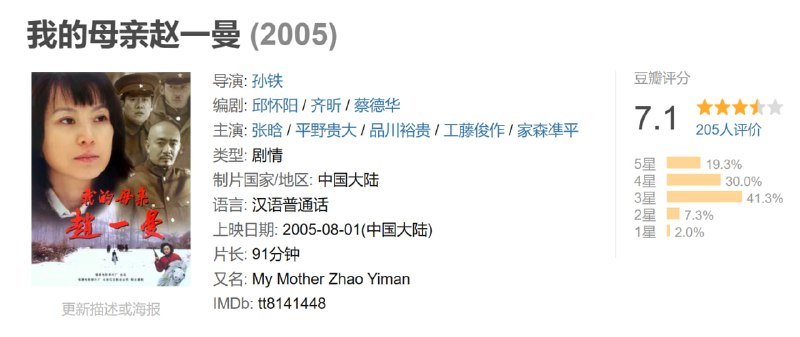 我的母亲赵一曼 (2005)
我的母亲
赵一曼
更新描述或海报
导演: 孙铁
编剧: 邱怀阳 / 齐昕 / 蔡德华
主演: 张晗 / 平野贵大 / 品川裕贵 / 工藤俊作 / 家森凖平
类型: 剧情
制片国家/地区: 中国大陆
语言: 汉语普通话
上映日期: 2005-08-01(中国大陆)
片长: 91分钟
又名: My Mother Zhao Yiman
IMDb: tt8141448
豆瓣评分
7.1
205人评价
5星 19.3%
4星 30.0%
3星 41.3%
2星 7.3%
1星 2.0%